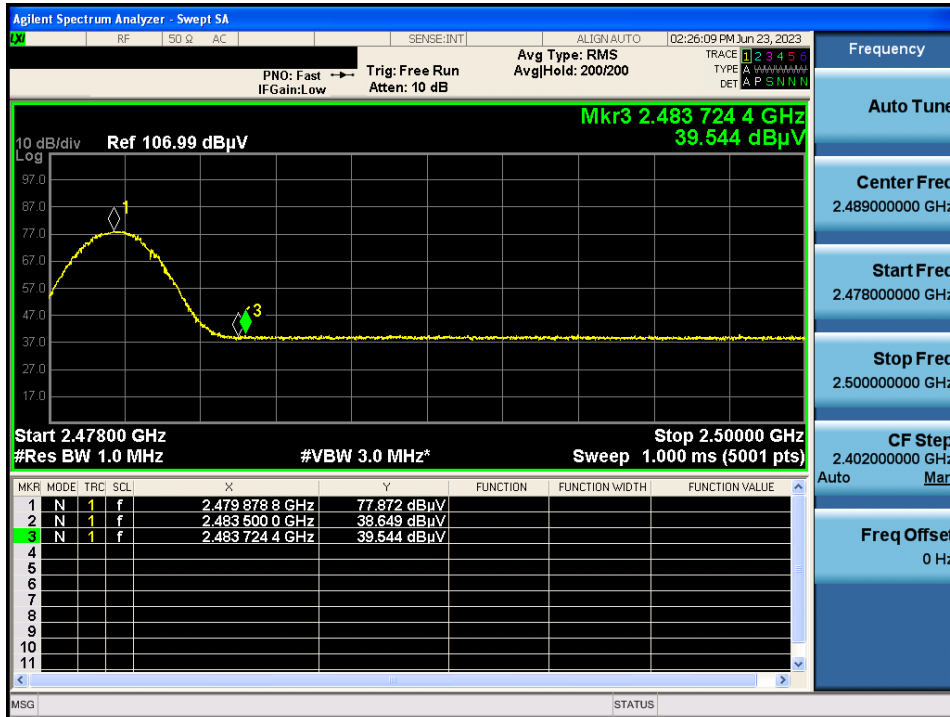 Agilent Spectrum Analyzer - Swept SA
LXI RF 50 Ω AC SENSE:INT ALIGN AUTO 02:26:09 PM Jun 23, 2023
PNO: Fast
IFGain:Low
Trig: Free Run
Atten: 10 dB
Avg Type: RMS
Avg|Hold: 200/200
TRACE 1 2 3 4 5 6
TYPE A WWWWW
DET A P S N N N
Mkr3 2.483 724 4 GHz
39.544 dBµV
10 dB/div Ref 106.99 dBµV
Log
97.0
87.0
77.0
67.0
57.0
47.0
37.0
27.0
17.0
1
3
Start 2.47800 GHz Stop 2.50000 GHz
#Res BW 1.0 MHz #VBW 3.0 MHz* Sweep 1.000 ms (5001 pts)
MKR MODE TRC SCL X Y FUNCTION FUNCTION WIDTH FUNCTION VALUE
1 N 1 f 2.479 878 8 GHz 77.872 dBµV
2 N 1 f 2.483 500 0 GHz 38.649 dBµV
3 N 1 f 2.483 724 4 GHz 39.544 dBµV
4
5
6
7
8
9
10
11
MSG STATUS
Frequency
Auto Tune
Center Freq
2.489000000 GHz
Start Freq
2.478000000 GHz
Stop Freq
2.500000000 GHz
CF Step
2.402000000 GHz
Auto Man
Freq Offset
0 Hz